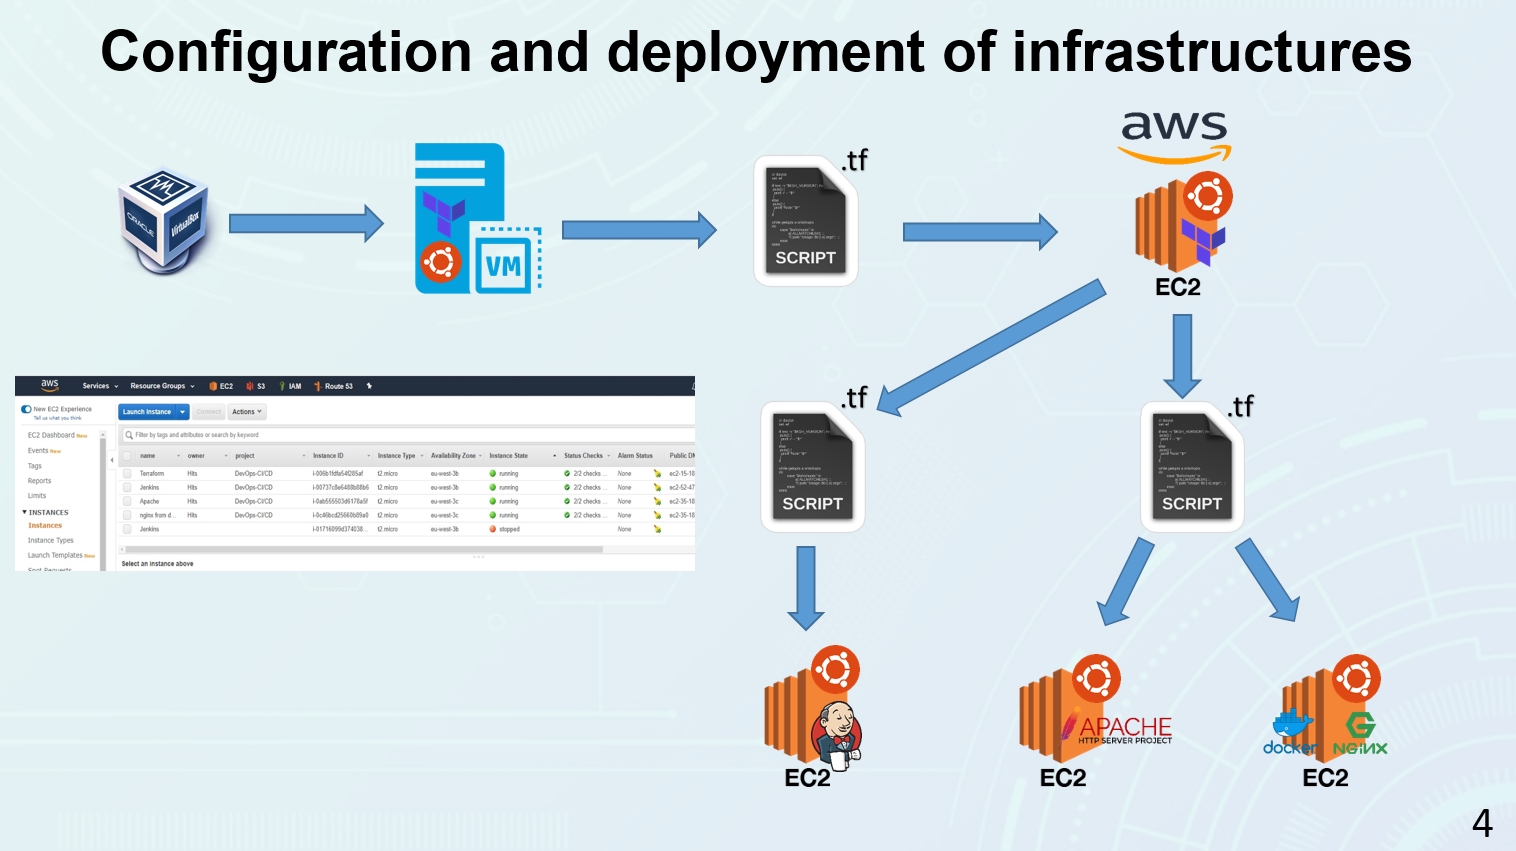 Configuration and deployment of infrastructures
aws
.tf
ORACLE
VirtualBox
VM
SCRIPT
EC2
.tf
.tf
SCRIPT
SCRIPT
aws Services Resource Groups EC2 S3 IAM Route 53
New EC2 Experience
Tell us what you think
Launch Instance Connect Actions
EC2 Dashboard New
Events New
Tags
Reports
Limits
INSTANCES
Instances
Instance Types
Launch Templates New
Spot Requests
Filter by tags and attributes or search by keyword
name owner project Instance ID Instance Type Availability Zone Instance State Status Checks Alarm Status Public DN
Terraform Hits DevOps-CI/CD t2.micro eu-west-3b running 2/2 checks ... None ec2-15-18
Jenkins Hits DevOps-CI/CD t2.micro eu-west-3b running 2/2 checks ... None ec2-52-47
Apache Hits DevOps-CI/CD t2.micro eu-west-3c running 2/2 checks ... None ec2-35-18
nginx from d... Hits DevOps-CI/CD t2.micro eu-west-3c running 2/2 checks ... None ec2-35-18
Jenkins t2.micro eu-west-3b stopped None
Select an instance above
EC2
APACHE
HTTP SERVER PROJECT
EC2
docker NGINX
EC2
4